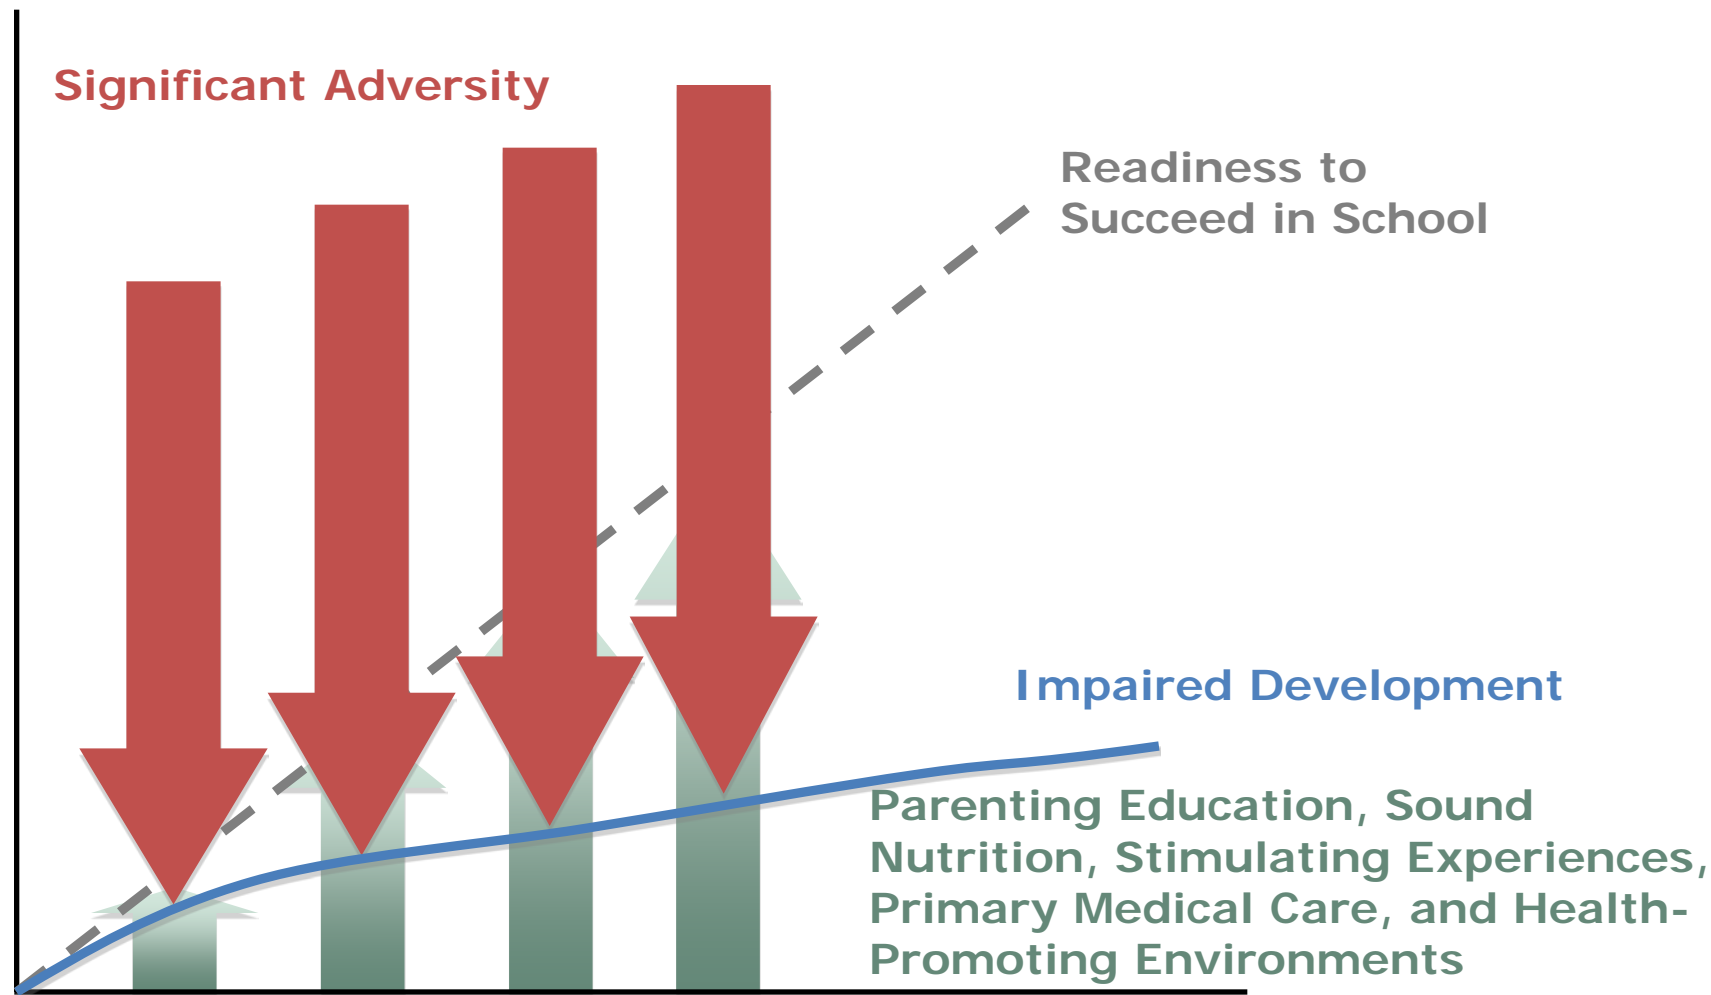 Significant Adversity
Readiness to
Succeed in School
Impaired Development
Parenting Education, Sound
Nutrition, Stimulating Experiences,
Primary Medical Care, and Health-
Promoting Environments